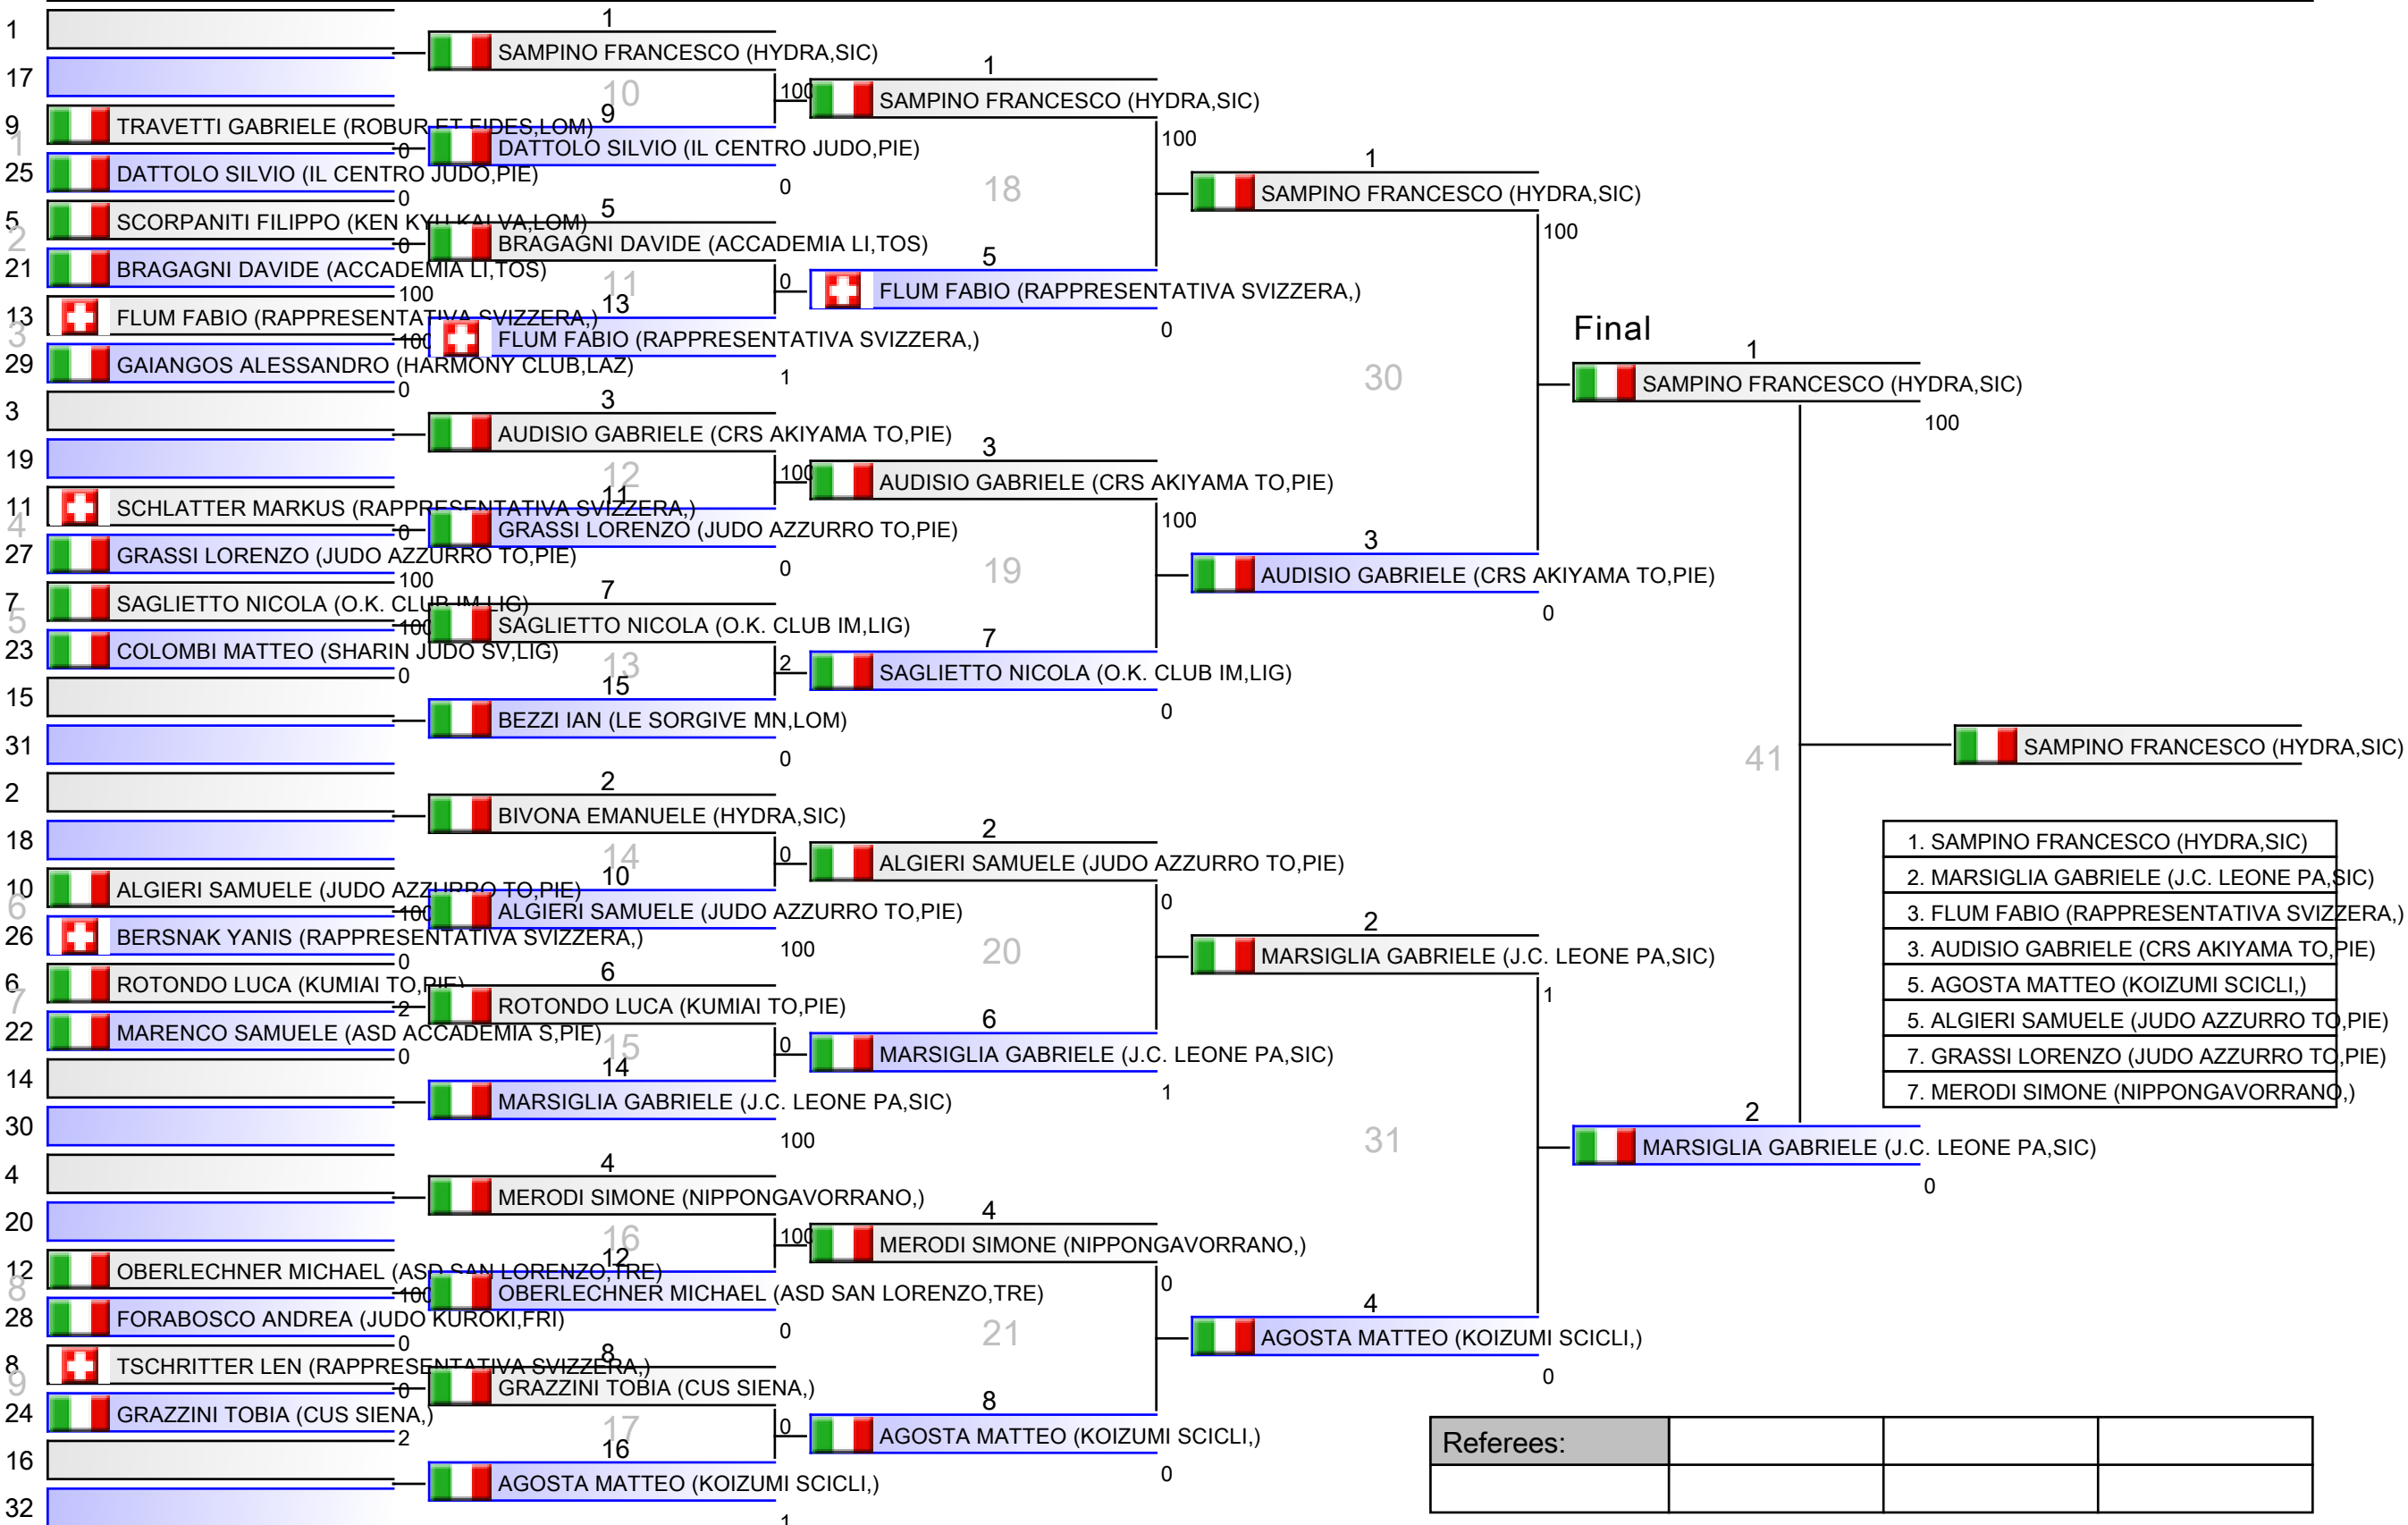 1
17
9
1
25
5
2
21
13
3
29
3
19
11
4
27
7
5
23
15
31
2
18
10
6
26
6
7
22
14
30
4
20
12
8
28
8
9
24
16
32
TRAVETTI GABRIELE (ROBUR ET FIDES,LOM)
0
DATTOLO SILVIO (IL CENTRO JUDO,PIE)
0
SCORPANITI FILIPPO (KEN KYU KAI VA,LOM)
0
BRAGAGNI DAVIDE (ACCADEMIA LI,TOS)
100
FLUM FABIO (RAPPRESENTATIVA SVIZZERA,)
100
GAIANGOS ALESSANDRO (HARMONY CLUB,LAZ)
0
SCHLATTER MARKUS (RAPPRESENTATIVA SVIZZERA,)
0
GRASSI LORENZO (JUDO AZZURRO TO,PIE)
100
SAGLIETTO NICOLA (O.K. CLUB IM,LIG)
100
COLOMBI MATTEO (SHARIN JUDO SV,LIG)
0
ALGIERI SAMUELE (JUDO AZZURRO TO,PIE)
100
BERSNAK YANIS (RAPPRESENTATIVA SVIZZERA,)
0
ROTONDO LUCA (KUMIAI TO,PIE)
2
MARENCO SAMUELE (ASD ACCADEMIA S,PIE)
0
OBERLECHNER MICHAEL (ASD SAN LORENZO,TRE)
100
FORABOSCO ANDREA (JUDO KUROKI,FRI)
0
TSCHRITTER LEN (RAPPRESENTATIVA SVIZZERA,)
0
GRAZZINI TOBIA (CUS SIENA,)
2
1
SAMPINO FRANCESCO (HYDRA,SIC)
10
100
9
DATTOLO SILVIO (IL CENTRO JUDO,PIE)
0
5
BRAGAGNI DAVIDE (ACCADEMIA LI,TOS)
11
0
13
FLUM FABIO (RAPPRESENTATIVA SVIZZERA,)
1
3
AUDISIO GABRIELE (CRS AKIYAMA TO,PIE)
12
100
11
GRASSI LORENZO (JUDO AZZURRO TO,PIE)
0
7
SAGLIETTO NICOLA (O.K. CLUB IM,LIG)
13
2
15
BEZZI IAN (LE SORGIVE MN,LOM)
0
2
BIVONA EMANUELE (HYDRA,SIC)
14
0
10
ALGIERI SAMUELE (JUDO AZZURRO TO,PIE)
100
6
ROTONDO LUCA (KUMIAI TO,PIE)
15
0
14
MARSIGLIA GABRIELE (J.C. LEONE PA,SIC)
100
4
MERODI SIMONE (NIPPONGAVORRANO,)
16
100
12
OBERLECHNER MICHAEL (ASD SAN LORENZO,TRE)
0
8
GRAZZINI TOBIA (CUS SIENA,)
17
0
16
AGOSTA MATTEO (KOIZUMI SCICLI,)
1
1
SAMPINO FRANCESCO (HYDRA,SIC)
100
18
5
FLUM FABIO (RAPPRESENTATIVA SVIZZERA,)
0
3
AUDISIO GABRIELE (CRS AKIYAMA TO,PIE)
100
19
7
SAGLIETTO NICOLA (O.K. CLUB IM,LIG)
0
2
ALGIERI SAMUELE (JUDO AZZURRO TO,PIE)
0
20
6
MARSIGLIA GABRIELE (J.C. LEONE PA,SIC)
1
4
MERODI SIMONE (NIPPONGAVORRANO,)
0
21
8
AGOSTA MATTEO (KOIZUMI SCICLI,)
0
1
SAMPINO FRANCESCO (HYDRA,SIC)
100
30
3
AUDISIO GABRIELE (CRS AKIYAMA TO,PIE)
0
2
MARSIGLIA GABRIELE (J.C. LEONE PA,SIC)
1
31
4
AGOSTA MATTEO (KOIZUMI SCICLI,)
0
Final
1
SAMPINO FRANCESCO (HYDRA,SIC)
100
41
2
MARSIGLIA GABRIELE (J.C. LEONE PA,SIC)
0
SAMPINO FRANCESCO (HYDRA,SIC)
1. SAMPINO FRANCESCO (HYDRA,SIC)
2. MARSIGLIA GABRIELE (J.C. LEONE PA,SIC)
3. FLUM FABIO (RAPPRESENTATIVA SVIZZERA,)
3. AUDISIO GABRIELE (CRS AKIYAMA TO,PIE)
5. AGOSTA MATTEO (KOIZUMI SCICLI,)
5. ALGIERI SAMUELE (JUDO AZZURRO TO,PIE)
7. GRASSI LORENZO (JUDO AZZURRO TO,PIE)
7. MERODI SIMONE (NIPPONGAVORRANO,)
Referees: